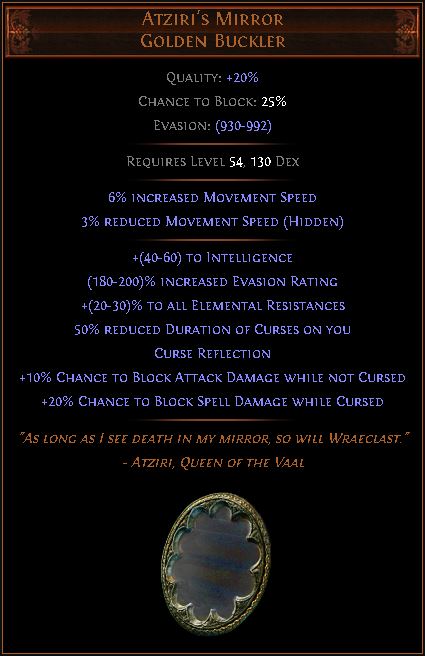 Atziri's Mirror
Golden Buckler
Quality: +20%
Chance to Block: 25%
Evasion: (930-992)
Requires Level 54, 130 Dex
6% increased Movement Speed
3% reduced Movement Speed (Hidden)
+(40-60) to Intelligence
(180-200)% increased Evasion Rating
+(20-30)% to all Elemental Resistances
50% reduced Duration of Curses on you
Curse Reflection
+10% Chance to Block Attack Damage while not Cursed
+20% Chance to Block Spell Damage while Cursed
"As long as I see death in my mirror, so will Wraeclast."
- Atziri, Queen of the Vaal